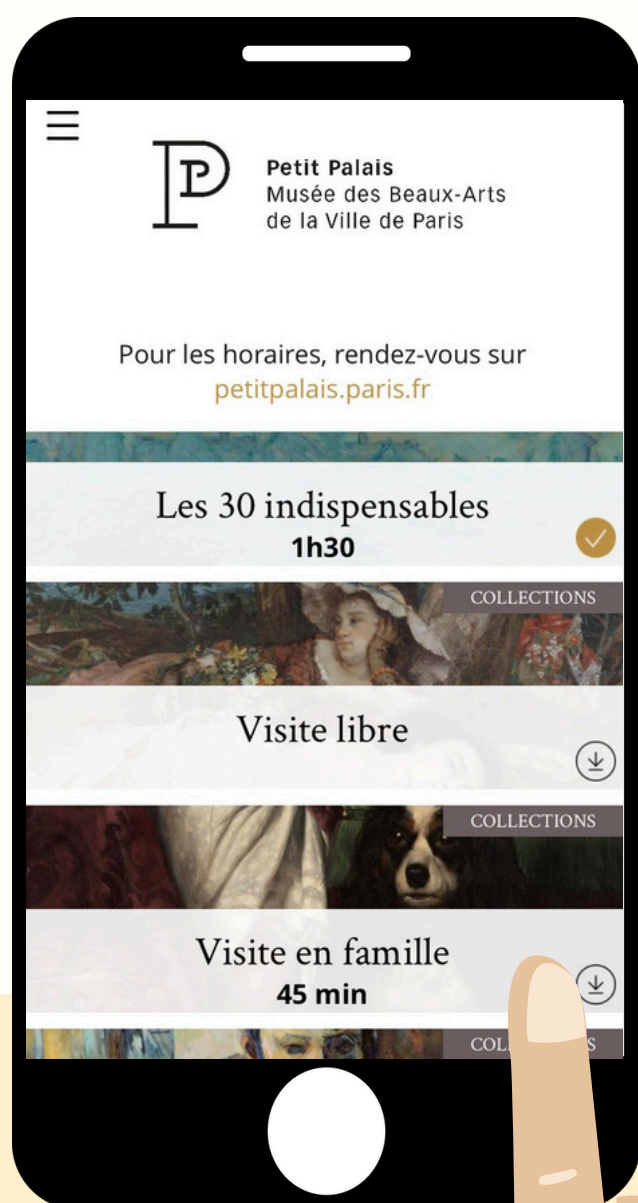 Petit Palais
Musée des Beaux-Arts
de la Ville de Paris
Pour les horaires, rendez-vous sur
petitpalais.paris.fr
Les 30 indispensables
1h30
COLLECTIONS
Visite libre
COLLECTIONS
Visite en famille
45 min